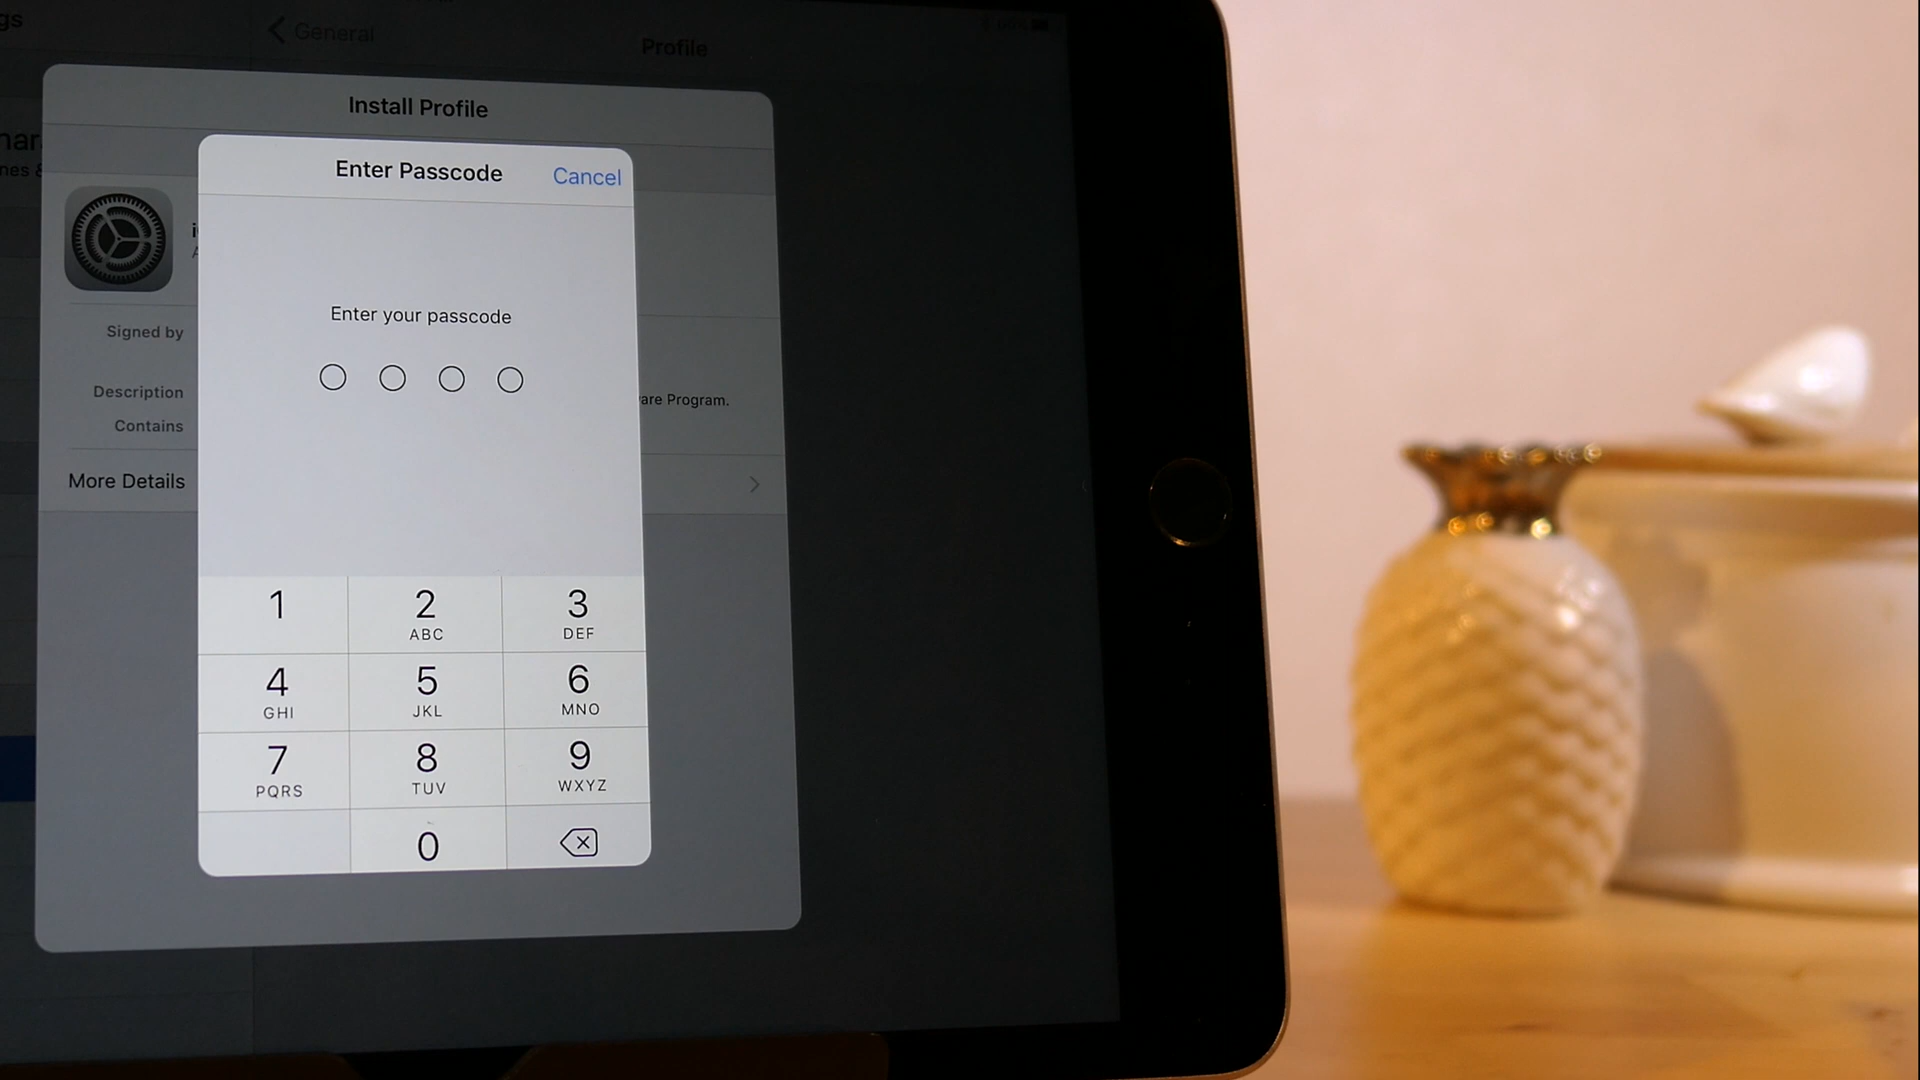 gs
General
Profile
Install Profile
Enter Passcode
Cancel
Enter your passcode
Signed by
Description
are Program.
Contains
More Details
1
2
ABC
3
DEF
4
GHI
5
JKL
6
MNO
7
PQRS
8
TUV
9
WXYZ
0